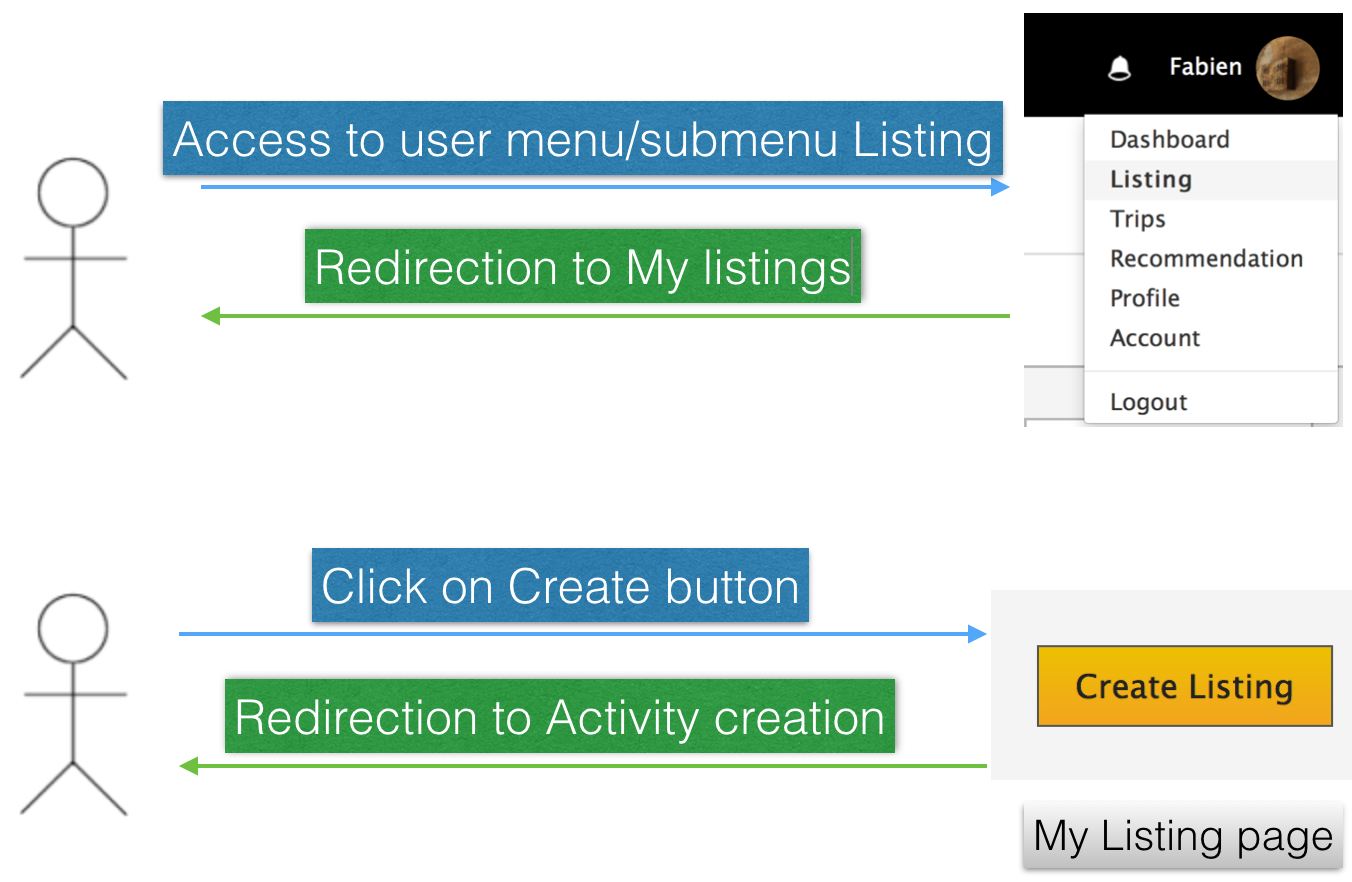 Fabien
Access to user menu/submenu Listing
Dashboard
Listing
Trips
Recommendation
Profile
Account
Logout
Redirection to My listings
Click on Create button
Create Listing
Redirection to Activity creation
My Listing page